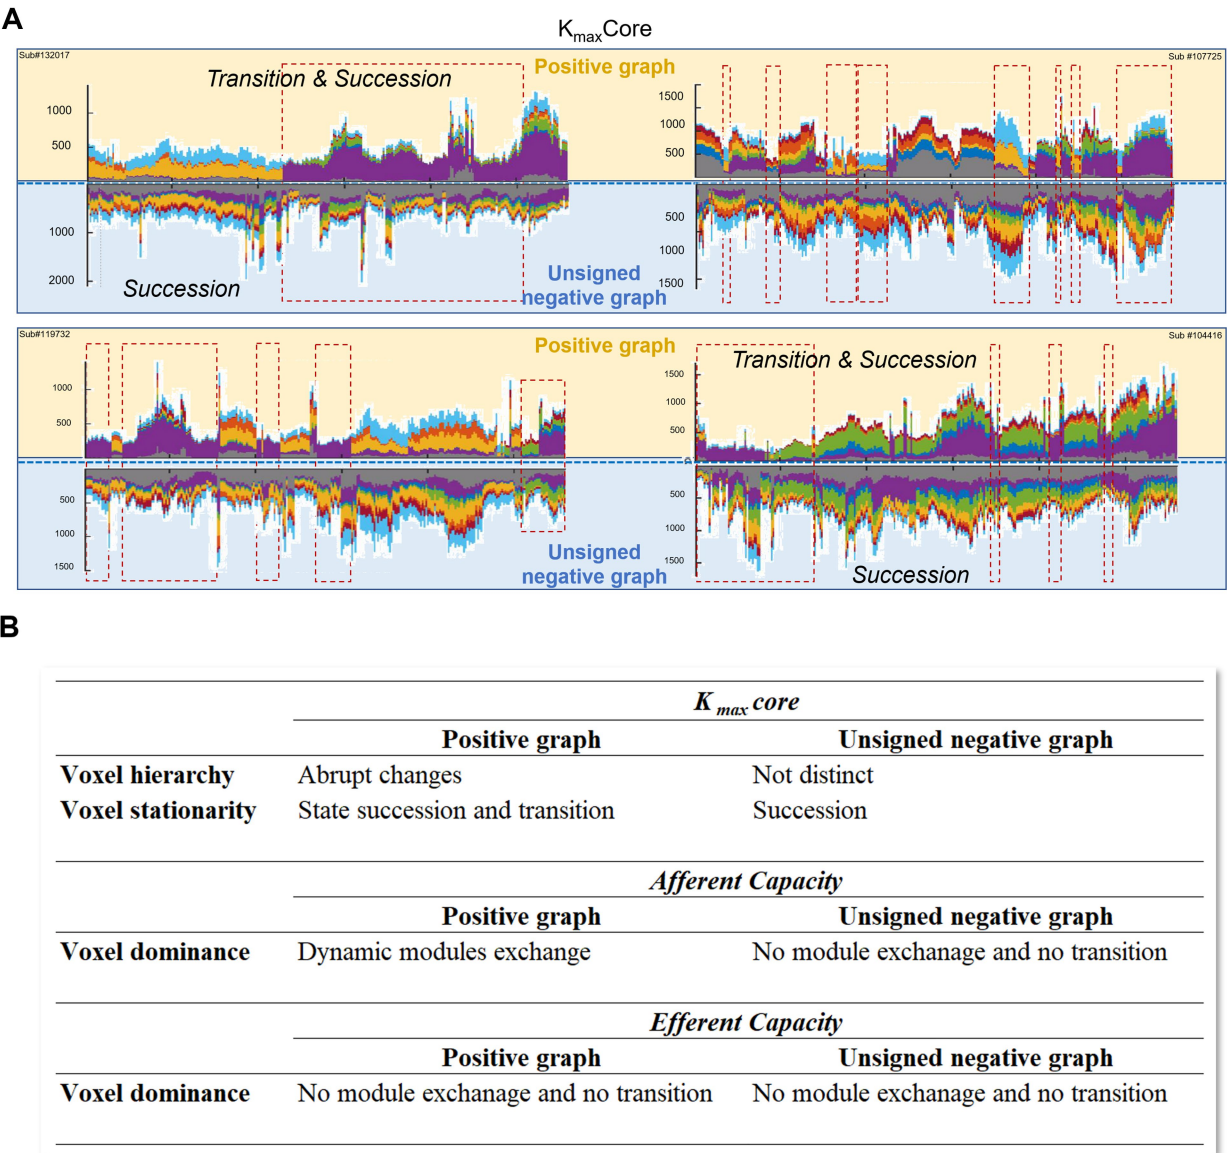 A
KmaxCore
Sub#132017
Transition & Succession
Positive graph
Sub #107725
1000
500
1000
2000
Succession
Unsigned
negative graph
1500
1000
500
500
1000
1500
Sub#119732
Positive graph
Transition & Succession
Sub #104416
1000
500
500
1000
1500
Unsigned
negative graph
1500
1000
500
0
500
1000
1500
Succession
B
K max core
Positive graph Unsigned negative graph
Voxel hierarchy Abrupt changes Not distinct
Voxel stationarity State succession and transition Succession
Afferent Capacity
Positive graph Unsigned negative graph
Voxel dominance Dynamic modules exchange No module exchanage and no transition
Efferent Capacity
Positive graph Unsigned negative graph
Voxel dominance No module exchanage and no transition No module exchanage and no transition